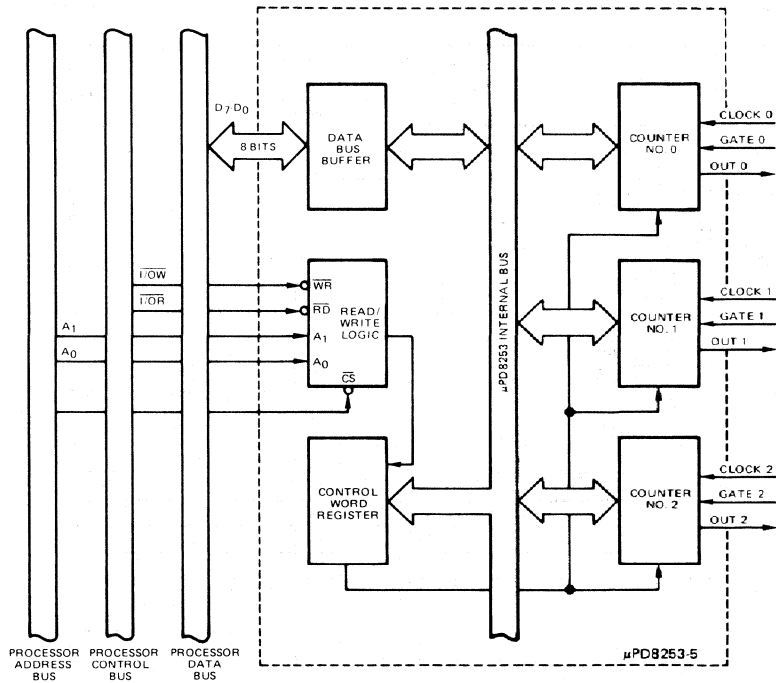 D7-D0
8 BITS
DATA
BUS
BUFFER
COUNTER
NO. 0
CLOCK 0
GATE 0
OUT 0
I/OW
I/OR
A1
A0
WR
RD
READ/
WRITE
LOGIC
A1
A0
CS
µPD8253 INTERNAL BUS
COUNTER
NO. 1
CLOCK 1
GATE 1
OUT 1
CONTROL
WORD
REGISTER
COUNTER
NO. 2
CLOCK 2
GATE 2
OUT 2
PROCESSOR
ADDRESS
BUS
PROCESSOR
CONTROL
BUS
PROCESSOR
DATA
BUS
µPD8253-5